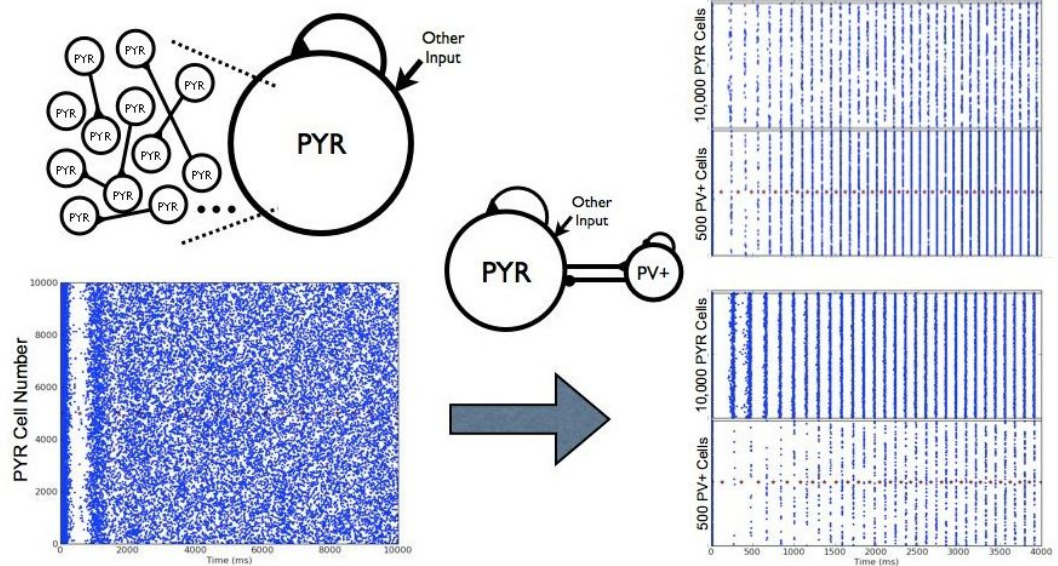 PYR
PYR
PYR
PYR
PYR
PYR
PYR
PYR
PYR
PYR
PYR
PYR
PYR
Other
Input
PYR Cell Number
10000
8000
6000
4000
2000
0
0 2000 4000 6000 8000 10000
Time (ms)
Other
Input
PYR
PV+
10,000 PYR Cells
500 PV+ Cells
10,000 PYR Cells
500 PV+ Cells
0 500 1000 1500 2000 2500 3000 3500 4000
Time (ms)